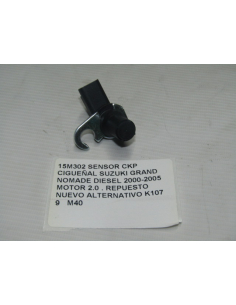 15M302 SENSOR CKP
CIGUEÑAL SUZUKI GRAND
NOMADE DIESEL 2000-2005
MOTOR 2.0 . REPUESTO
NUEVO ALTERNATIVO K107
9 M40